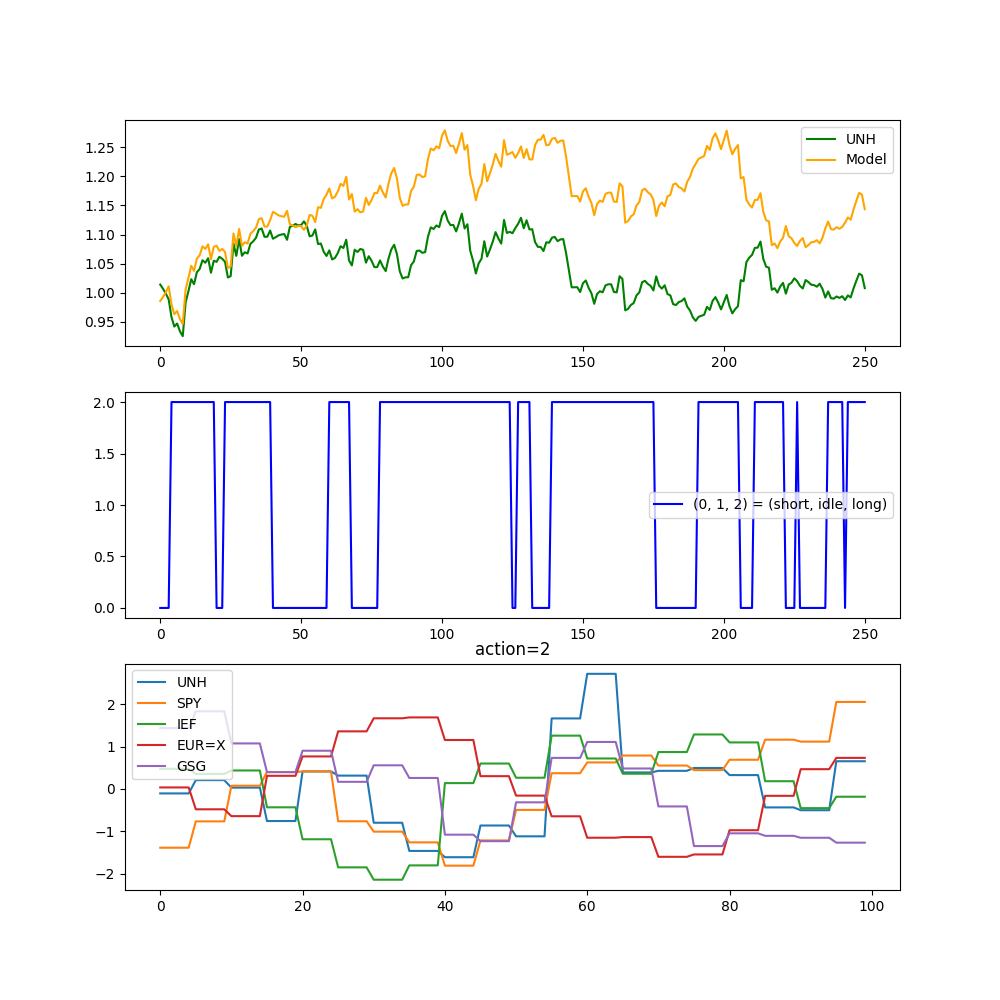 1.25
1.20
1.15
1.10
1.05
1.00
0.95
UNH
Model
0 50 100 150 200 250
2.0
1.5
1.0
0.5
0.0
(0, 1, 2) = (short, idle, long)
0 50 100 150 200 250
action=2
2
1
0
−1
−2
UNH
SPY
IEF
EUR=X
GSG
0 20 40 60 80 100